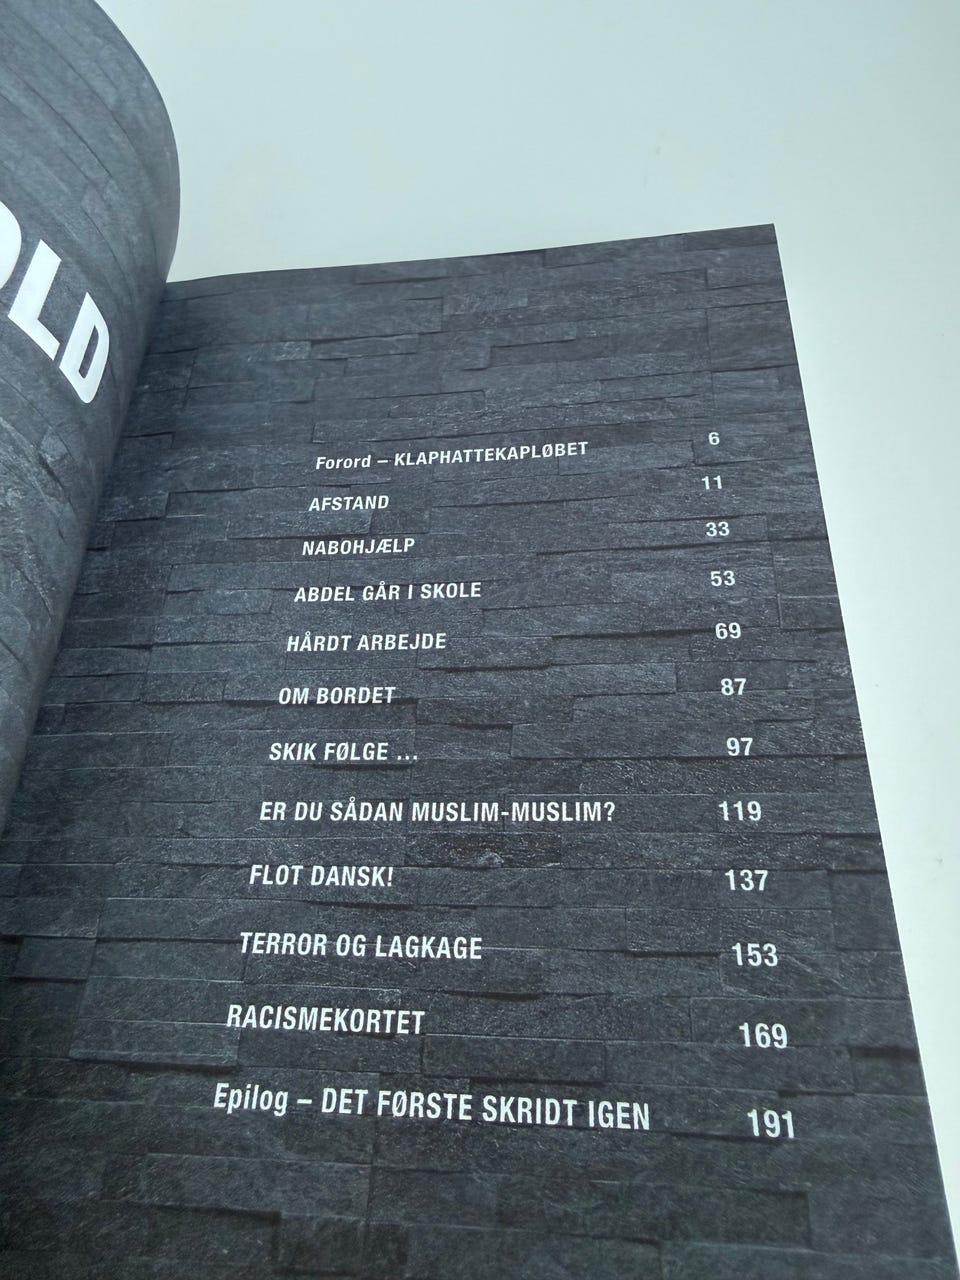 OLD
Forord – KLAPHATTEKAPLØBET 6
AFSTAND 11
NABOHJÆLP 33
ABDEL GÅR I SKOLE 53
HÅRDT ARBEJDE 69
OM BORDET 87
SKIK FØLGE ... 97
ER DU SÅDAN MUSLIM-MUSLIM? 119
FLOT DANSK! 137
TERROR OG LAGKAGE 153
RACISMEKORTET 169
Epilog – DET FØRSTE SKRIDT IGEN 191